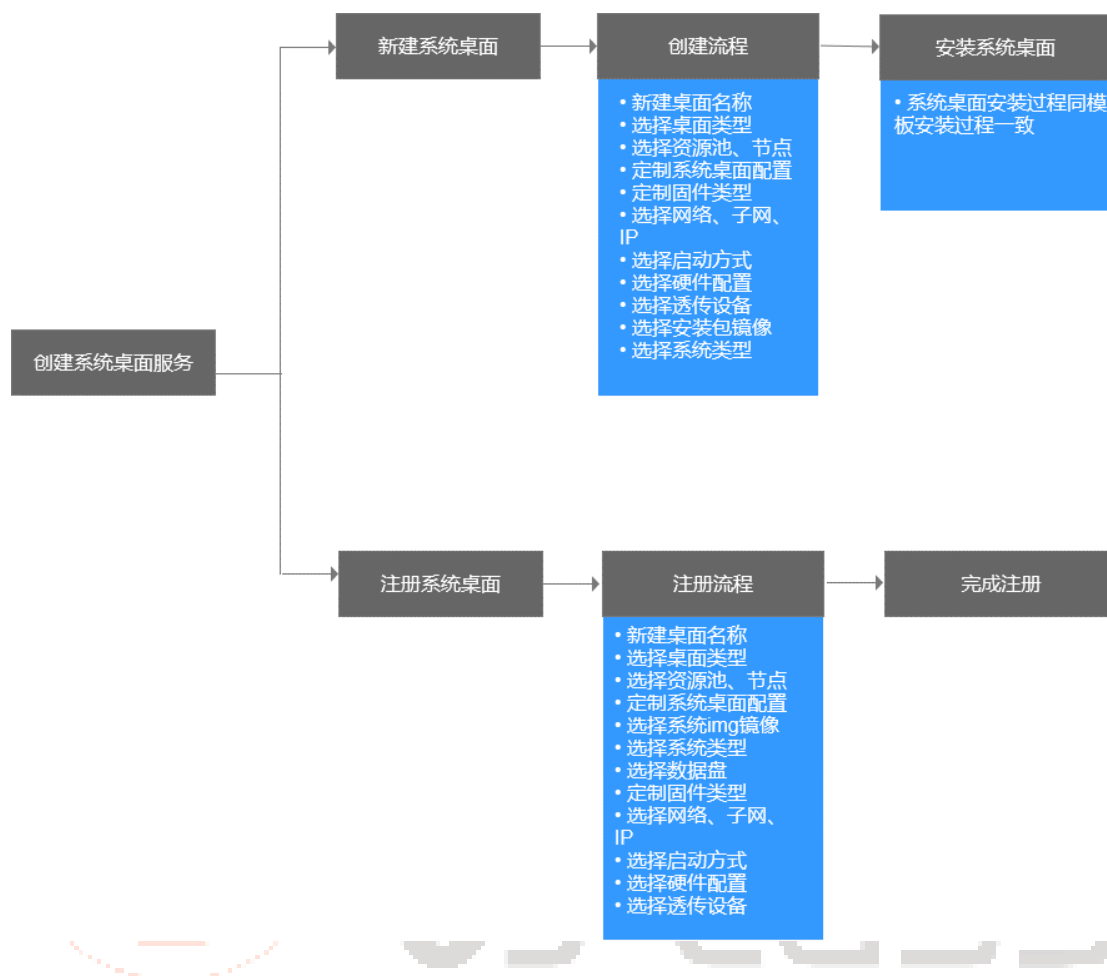 新建系统桌面
创建流程
安装系统桌面
• 新建桌面名称
• 选择桌面类型
• 选择资源池、节点
• 定制系统桌面配置
• 定制固件类型
• 选择网络、子网、
IP
• 选择启动方式
• 选择硬件配置
• 选择透传设备
• 选择安装包镜像
• 选择系统类型
• 系统桌面安装过程同模
板安装过程一致
创建系统桌面服务
注册系统桌面
注册流程
完成注册
• 新建桌面名称
• 选择桌面类型
• 选择资源池、节点
• 定制系统桌面配置
• 选择系统img镜像
• 选择系统类型
• 选择数据盘
• 定制固件类型
• 选择网络、子网、
IP
• 选择启动方式
• 选择硬件配置
• 选择透传设备